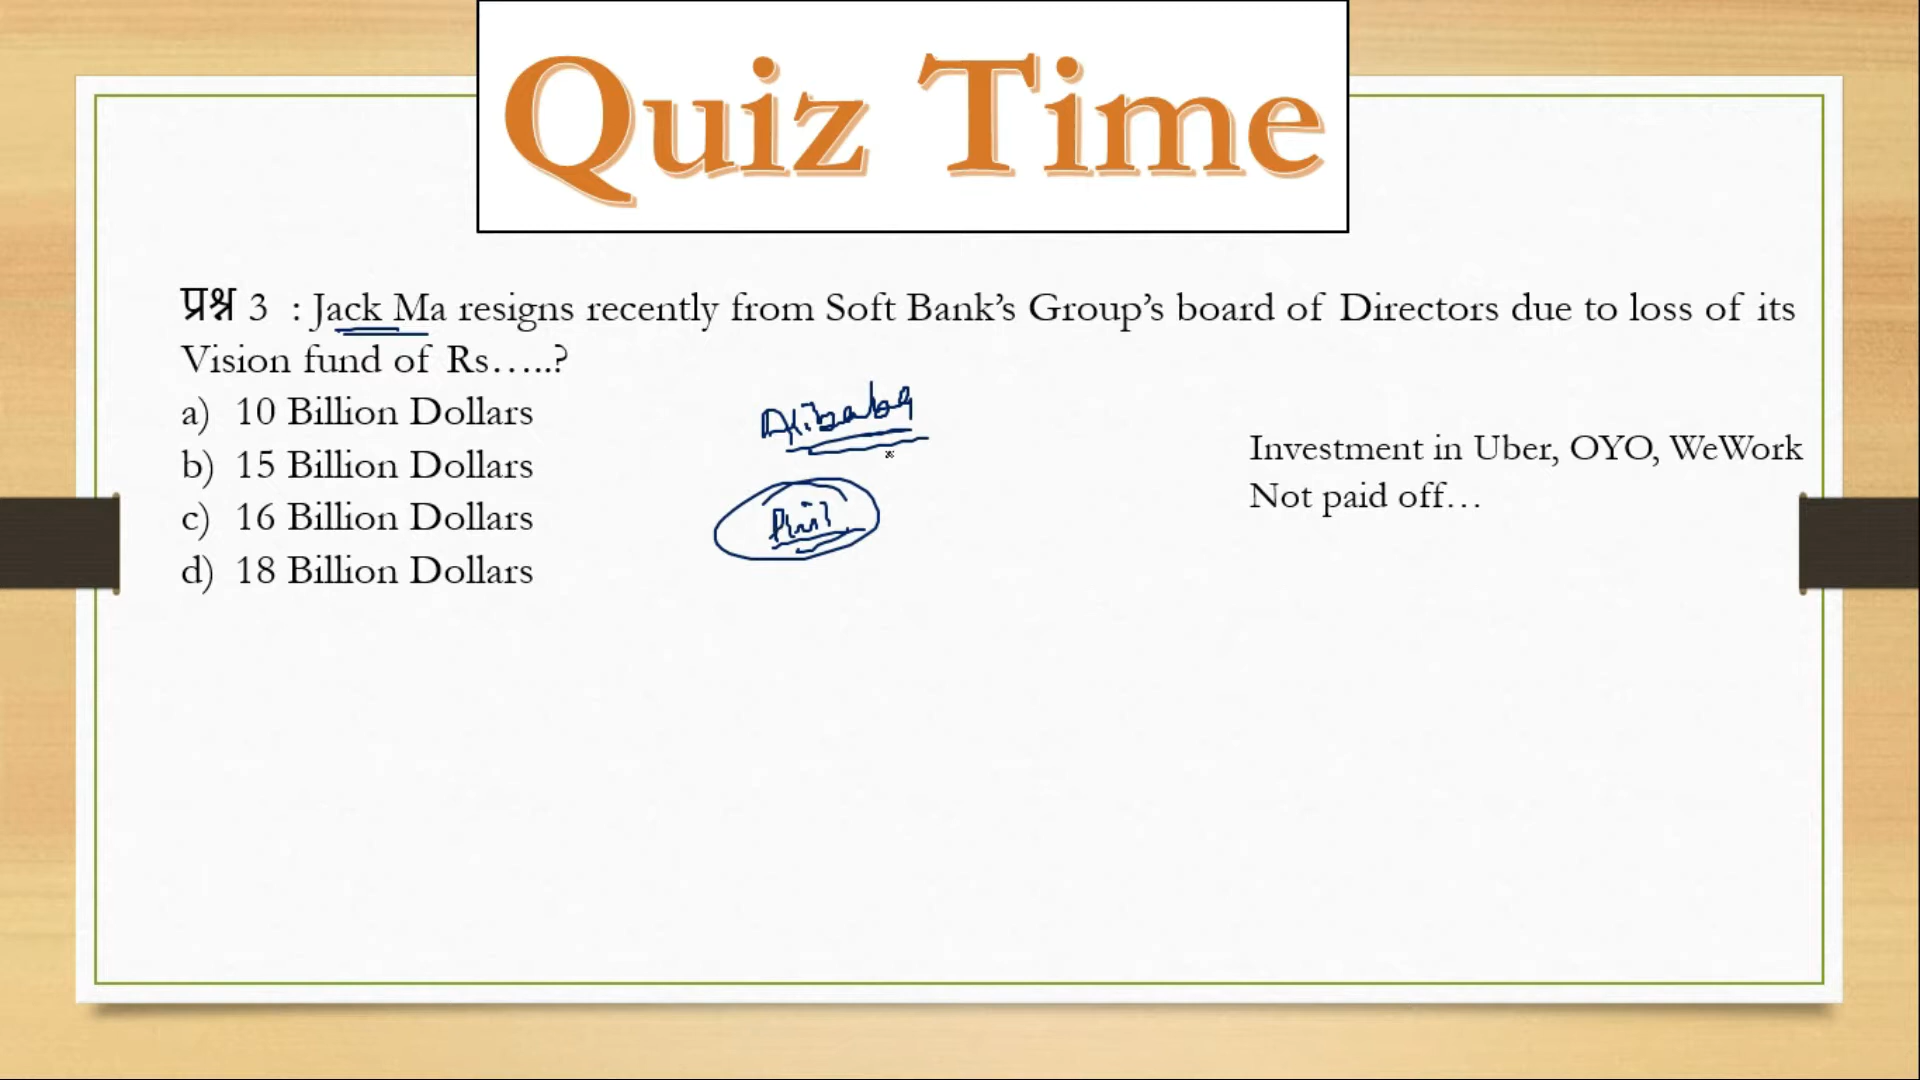 Quiz Time
प्रश्न 3 : Jack Ma resigns recently from Soft Bank’s Group’s board of Directors due to loss of its
Vision fund of Rs…..?
a) 10 Billion Dollars
b) 15 Billion Dollars
c) 16 Billion Dollars
d) 18 Billion Dollars
Alibaba
Investment in Uber, OYO, WeWork
Not paid off…